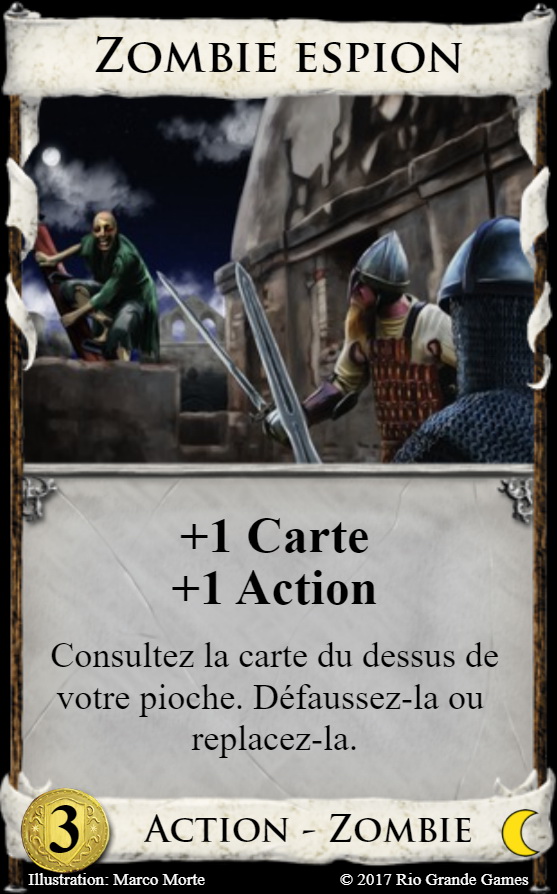 Zombie espion
+1 Carte
+1 Action
Consultez la carte du dessus de
votre pioche. Défaussez-la ou
replacez-la.
3
Action - Zombie
Illustration: Marco Morte
© 2017 Rio Grande Games